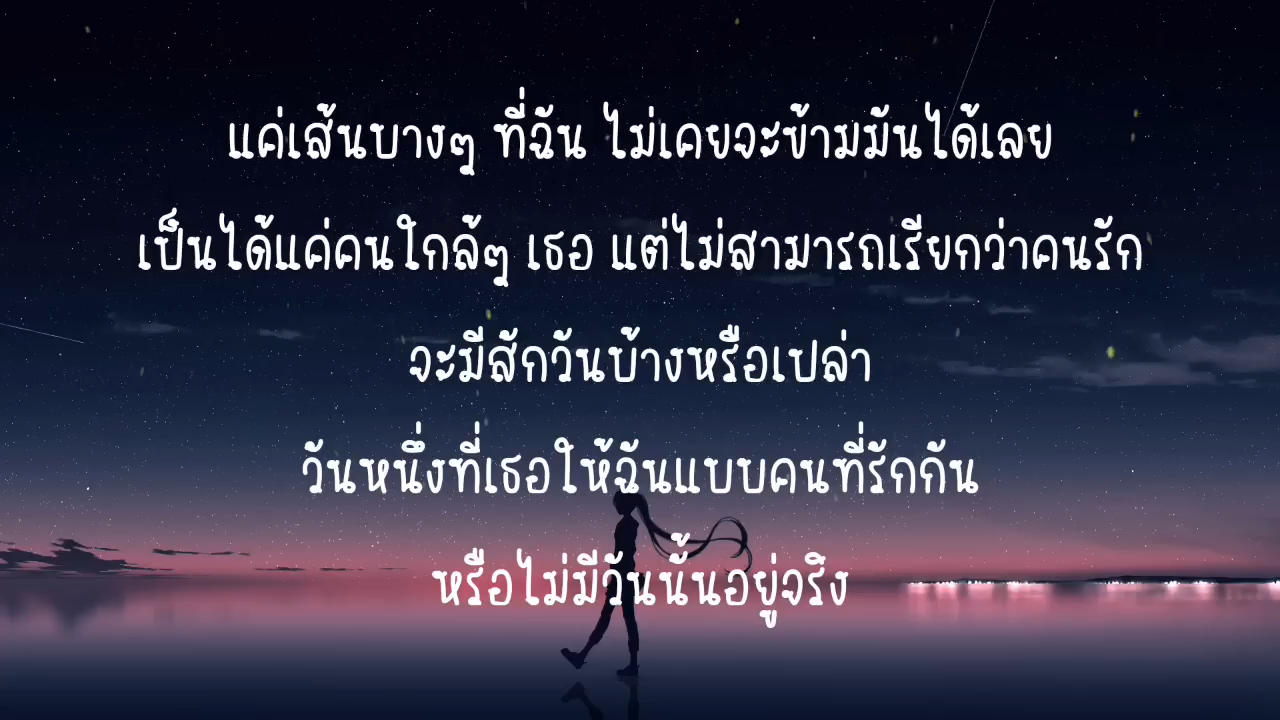 แค่เส้นบางๆ ที่ฉัน ไม่เคยจะข้ามมันได้เลย
เป็นได้แค่คนใกล้ๆ เธอ แต่ไม่สามารถเรียกว่าคนรัก
จะมีสักวันบ้างหรือเปล่า
วันหนึ่งที่เธอให้ฉันแบบคนที่รักกัน
หรือไม่มีวันนั้นอยู่จริง